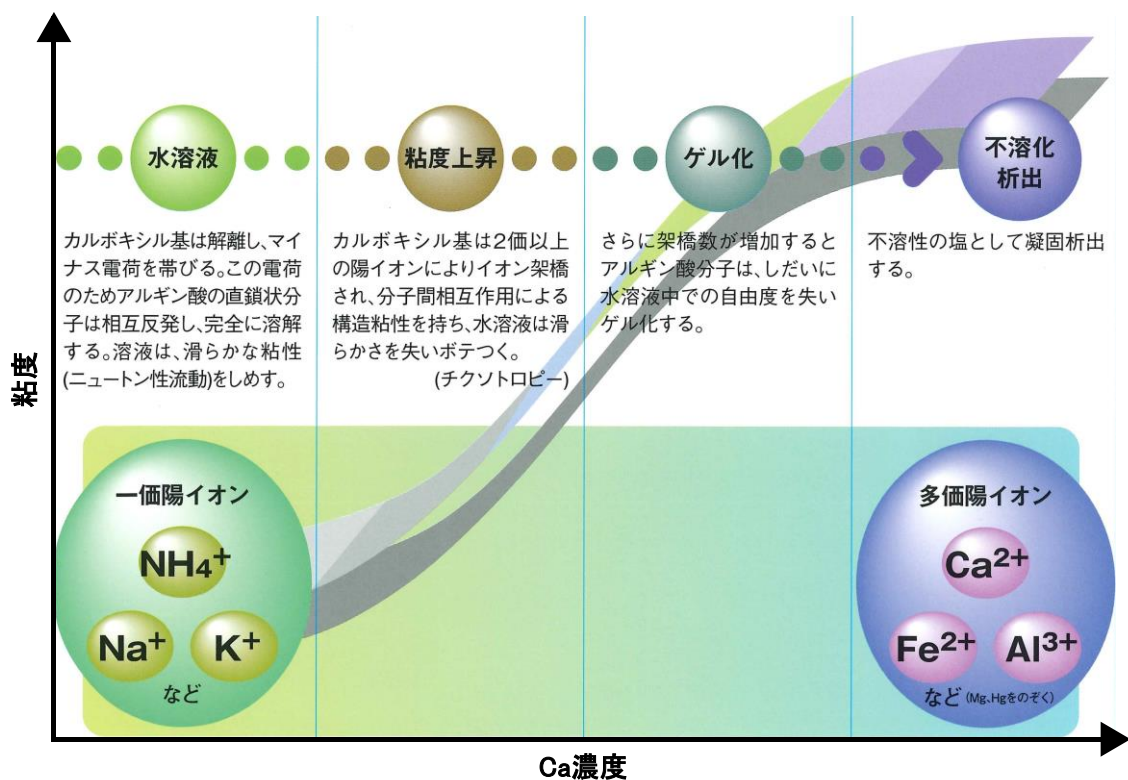 水溶液
粘度上昇
ゲル化
不溶化
析出
カルボキシル基は解離し、マイ
ナス電荷を帯びる。この電荷
のためアルギン酸の直鎖状分
子は相互反発し、完全に溶解
する。溶液は、滑らかな粘性
(ニュートン性流動)をしめす。
カルボキシル基は2価以上
の陽イオンによりイオン架橋
され、分子間相互作用による
構造粘性を持ち、水溶液は滑
らかさを失いボテつく。
(チクソトロピー)
さらに架橋数が増加すると
アルギン酸分子は、しだいに
水溶液中での自由度を失い
ゲル化する。
不溶性の塩として凝固析出
する。
粘度
一価陽イオン
NH₄⁺
Na⁺ K⁺
など
多価陽イオン
Ca²⁺
Fe²⁺ Al³⁺
など (Mg、Hgをのぞく)
Ca濃度